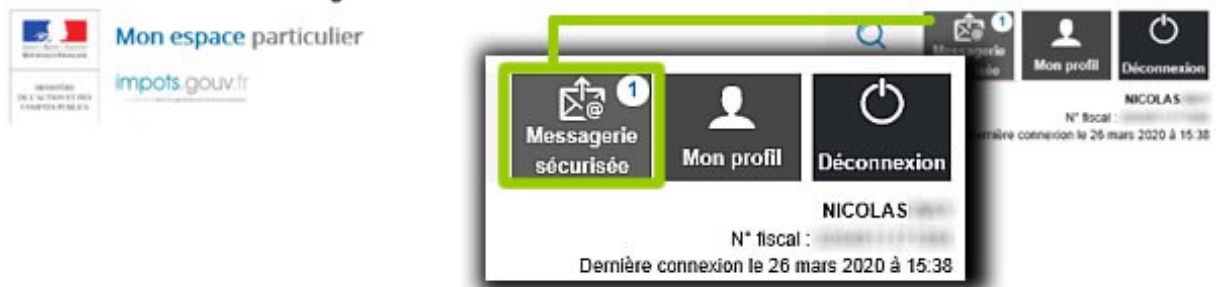 Mon espace particulier
impots.gouv.fr
1
Messagerie
Mon profil
Déconnexion
NICOLAS
N° fiscal :
Dernière connexion le 26 mars 2020 à 15:38
1
Messagerie
sécurisée
Mon profil
Déconnexion
NICOLAS
N° fiscal :
Dernière connexion le 26 mars 2020 à 15:38